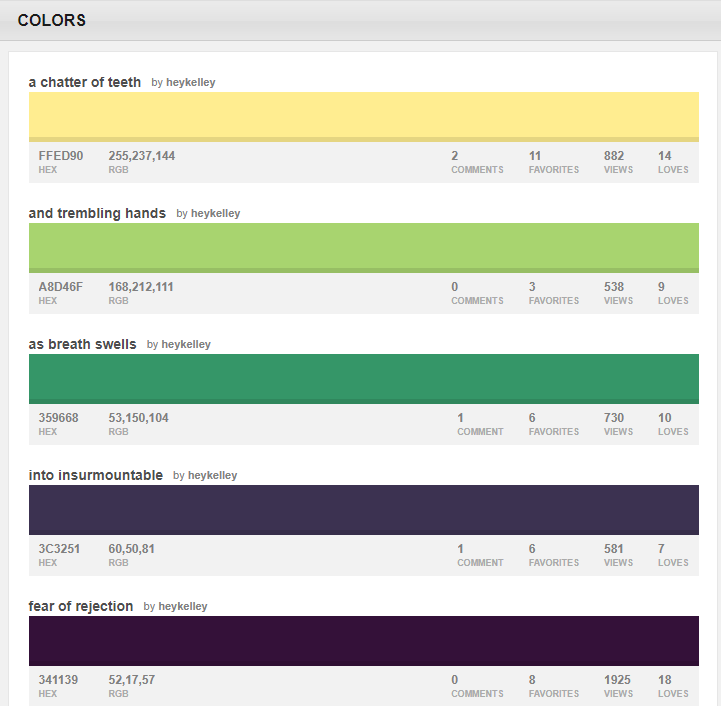 COLORS
a chatter of teeth by heykelley
FFED90 255,237,144 2 11 882 14
HEX RGB COMMENTS FAVORITES VIEWS LOVES
and trembling hands by heykelley
A8D46F 168,212,111 0 3 538 9
HEX RGB COMMENTS FAVORITES VIEWS LOVES
as breath swells by heykelley
359668 53,150,104 1 6 730 10
HEX RGB COMMENT FAVORITES VIEWS LOVES
into insurmountable by heykelley
3C3251 60,50,81 1 6 581 7
HEX RGB COMMENT FAVORITES VIEWS LOVES
fear of rejection by heykelley
341139 52,17,57 0 8 1925 18
HEX RGB COMMENTS FAVORITES VIEWS LOVES